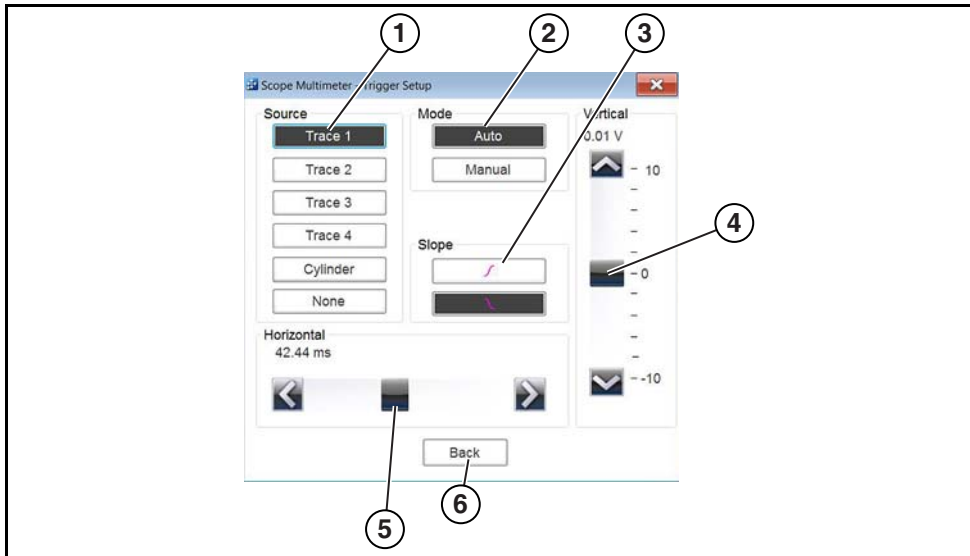 1
2
3
Scope Multimeter - Trigger Setup
Source
Trace 1
Trace 2
Trace 3
Trace 4
Cylinder
None
Mode
Auto
Manual
Slope
Vertical
0.01 V
10
0
-10
4
Horizontal
42.44 ms
Back
5
6